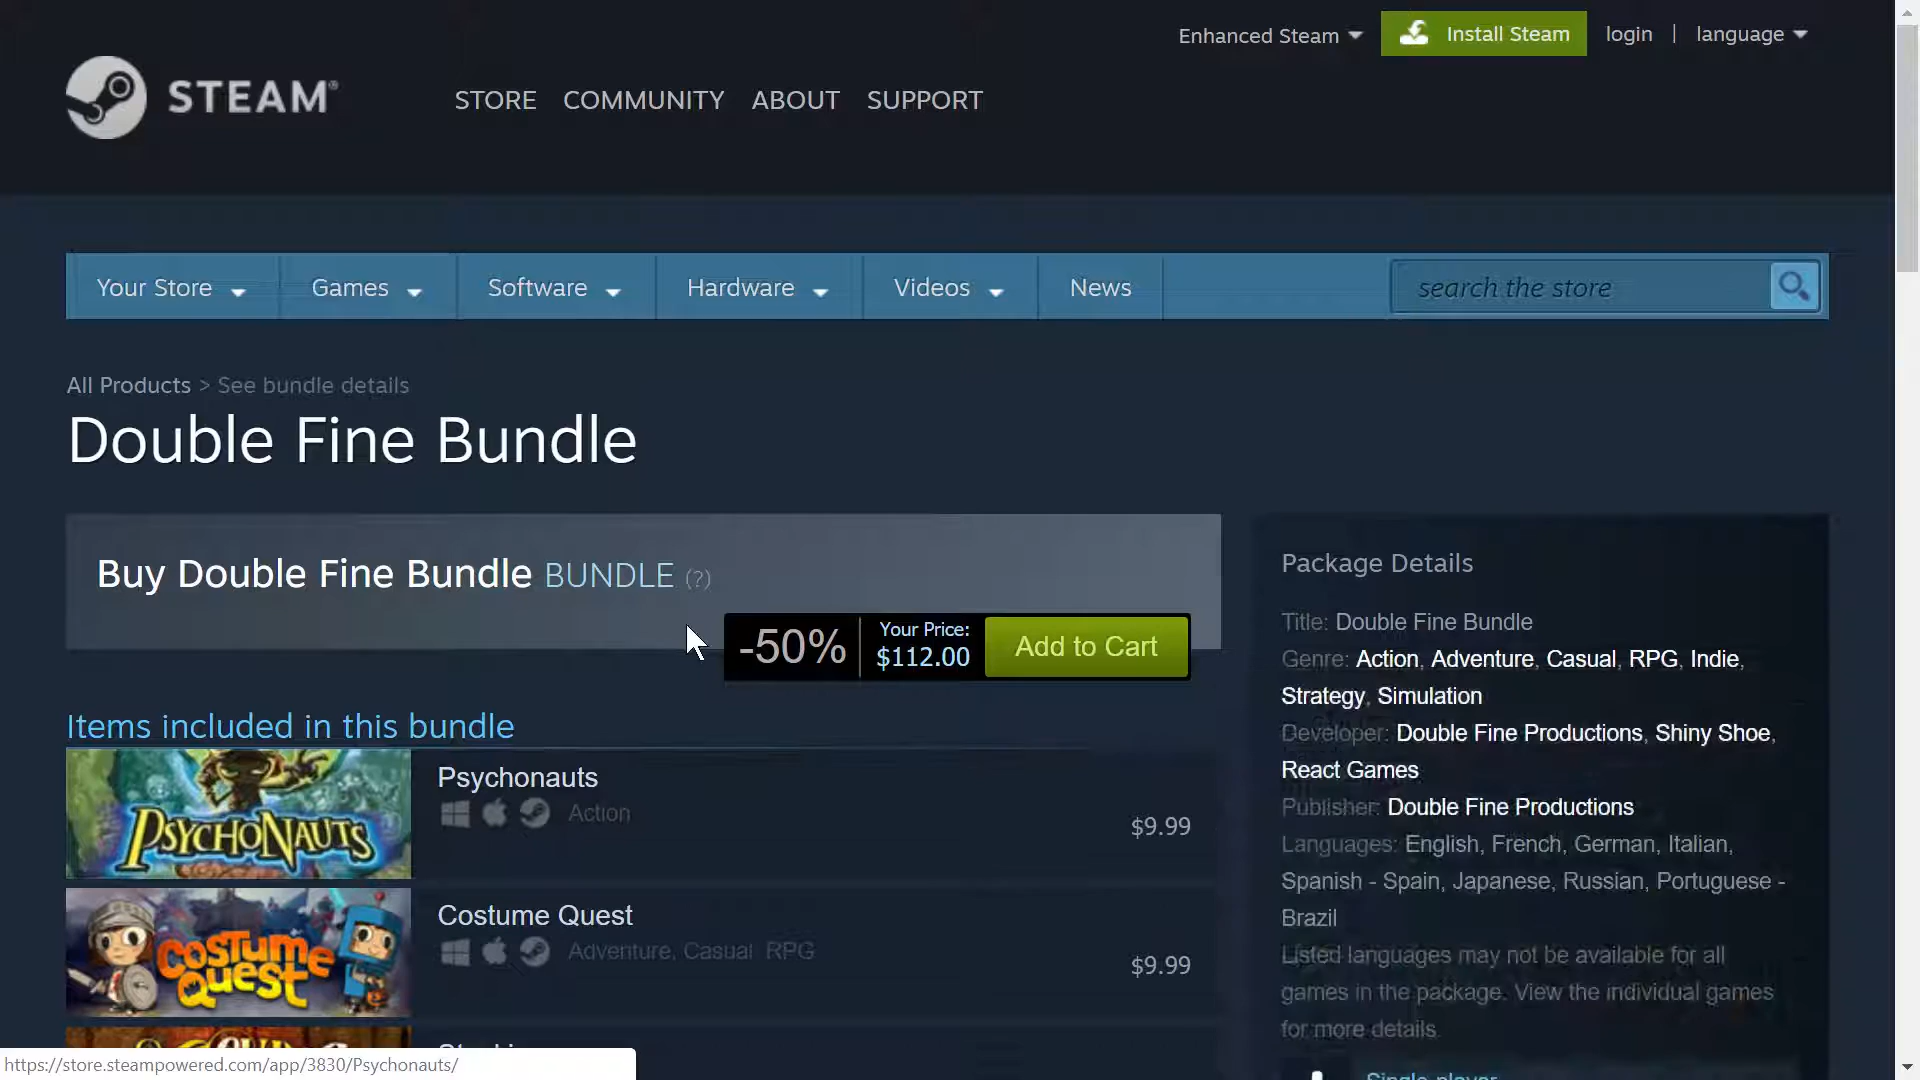 Enhanced Steam
Install Steam
login | language
STEAM®
STORE COMMUNITY ABOUT SUPPORT
Your Store Games Software Hardware Videos News
search the store
All Products > See bundle details
Double Fine Bundle
Buy Double Fine Bundle BUNDLE (?)
-50%
Your Price:
$112.00
Add to Cart
Items included in this bundle
PSYCHONAUTS
Psychonauts
Action
$9.99
COSTUME QUEST
Costume Quest
Adventure, Casual RPG
$9.99
Package Details
Title: Double Fine Bundle
Genre: Action, Adventure, Casual, RPG, Indie,
Strategy, Simulation
Developer: Double Fine Productions, Shiny Shoe,
React Games
Publisher: Double Fine Productions
Languages: English, French, German, Italian,
Spanish - Spain, Japanese, Russian, Portuguese -
Brazil
Listed languages may not be available for all
games in the package. View the individual games
for more details.
Single-player
https://store.steampowered.com/app/3830/Psychonauts/